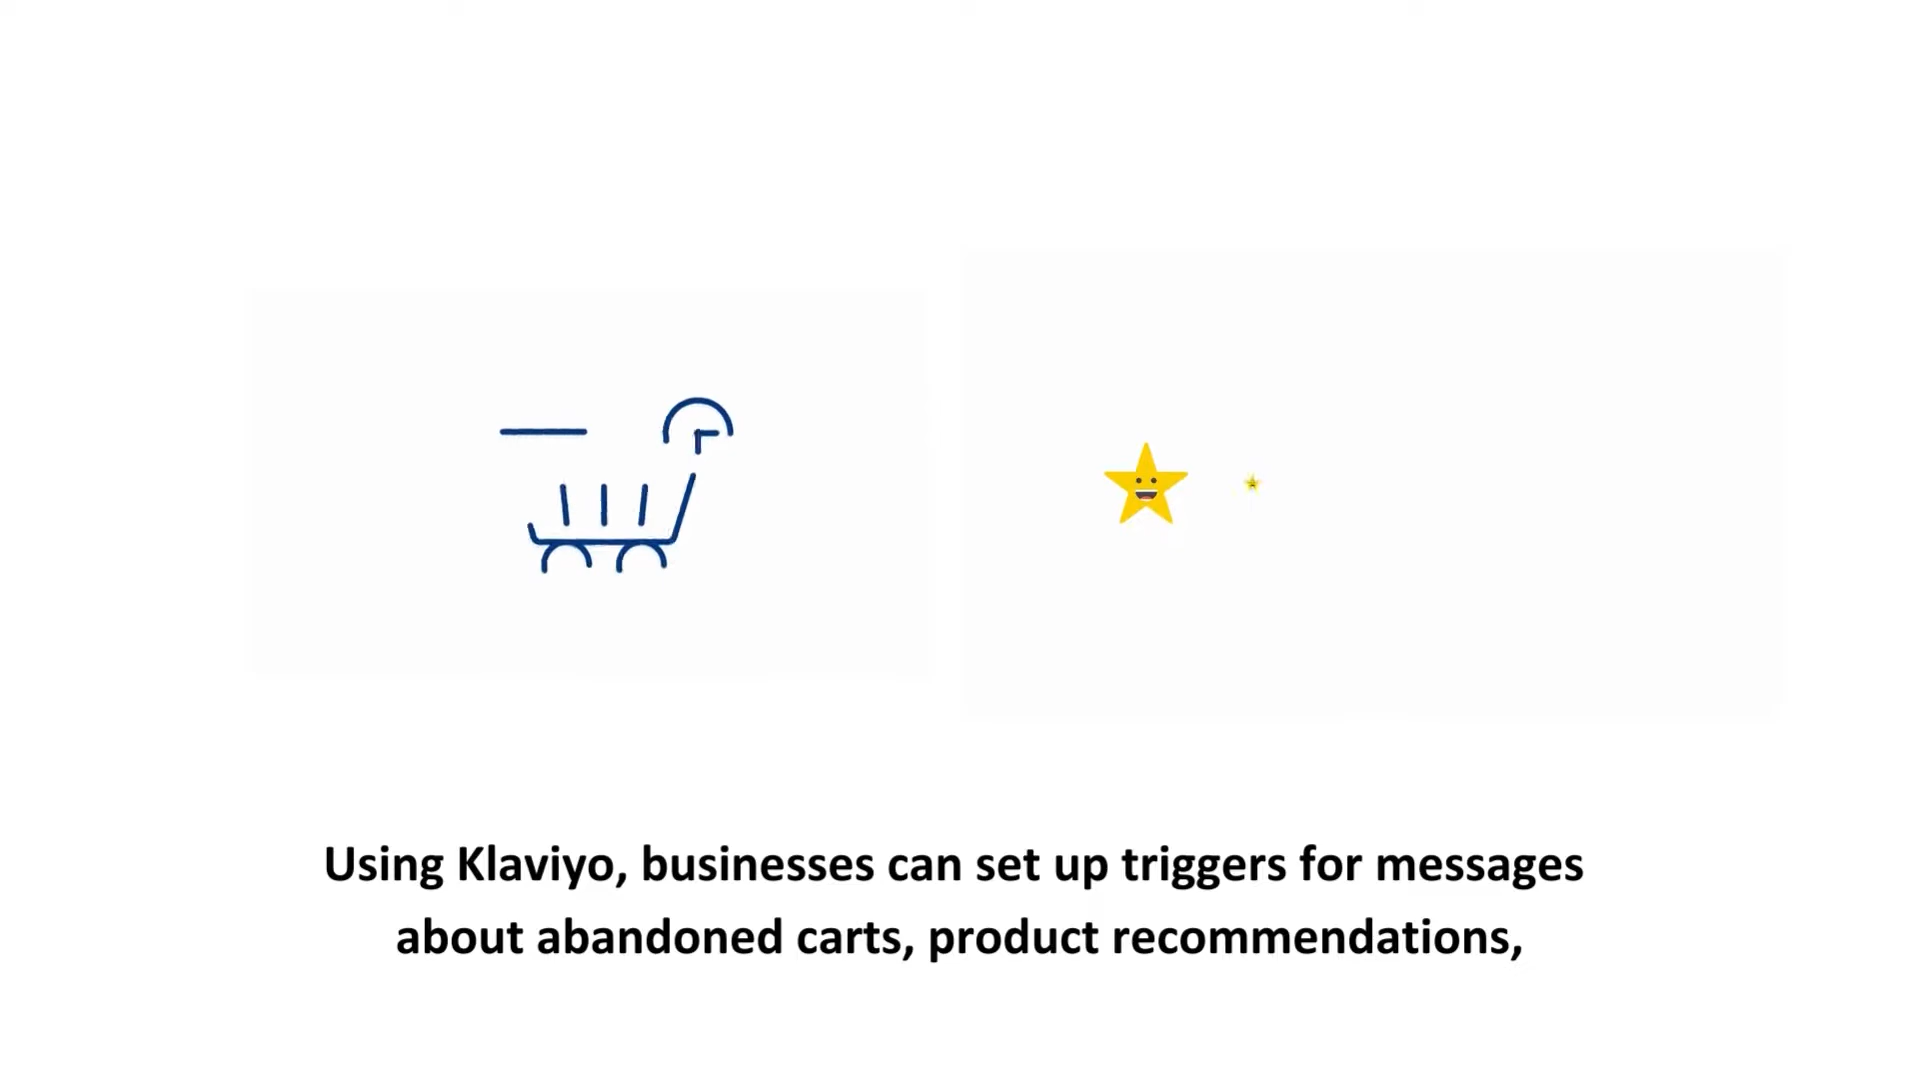 Using Klaviyo, businesses can set up triggers for messages
about abandoned carts, product recommendations,